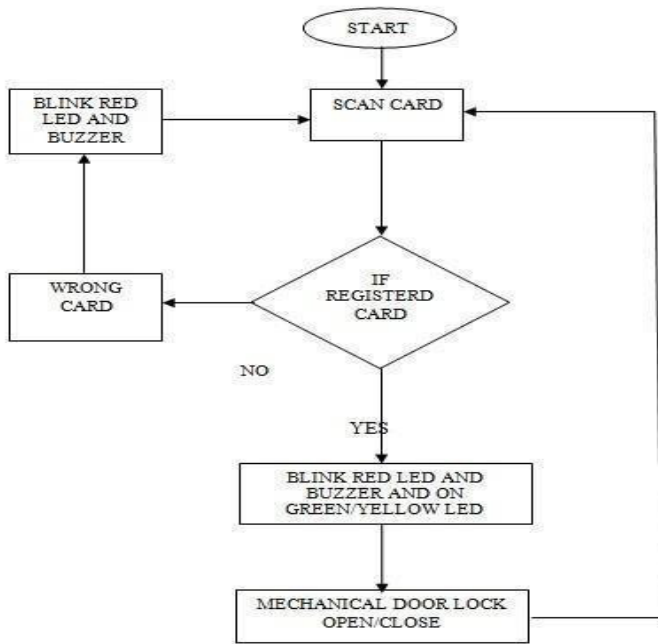 START
SCAN CARD
BLINK RED
LED AND
BUZZER
IF
REGISTERD
CARD
WRONG
CARD
NO
YES
BLINK RED LED AND
BUZZER AND ON
GREEN/YELLOW LED
MECHANICAL DOOR LOCK
OPEN/CLOSE